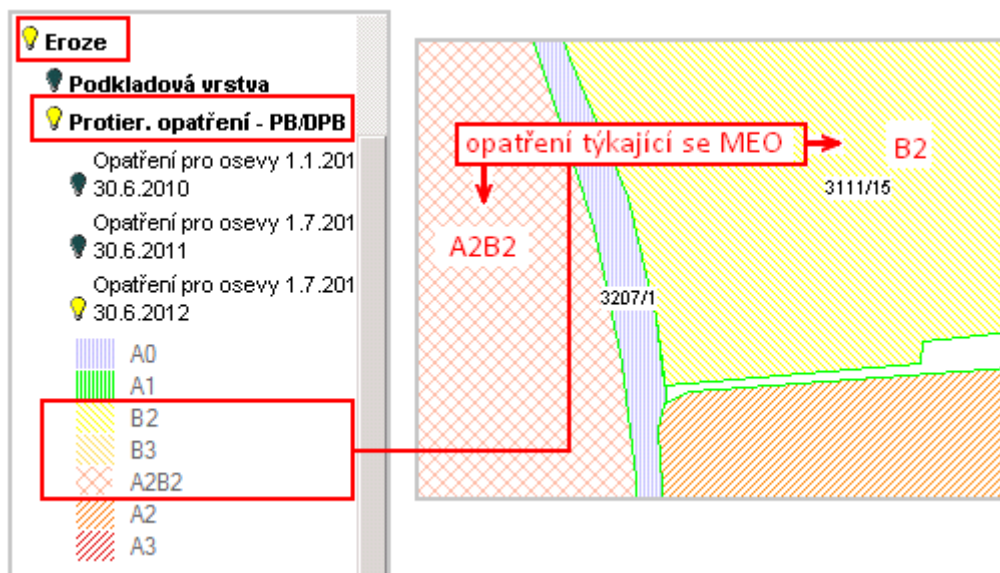 Eroze
Podkladová vrstva
Protier. opatření - PB/DPB
Opatření pro osevy 1.1.201
30.6.2010
Opatření pro osevy 1.7.201
30.6.2011
Opatření pro osevy 1.7.201
30.6.2012
A0
A1
B2
B3
A2B2
A2
A3
opatření týkající se MEO
B2
3111/15
A2B2
3207/1